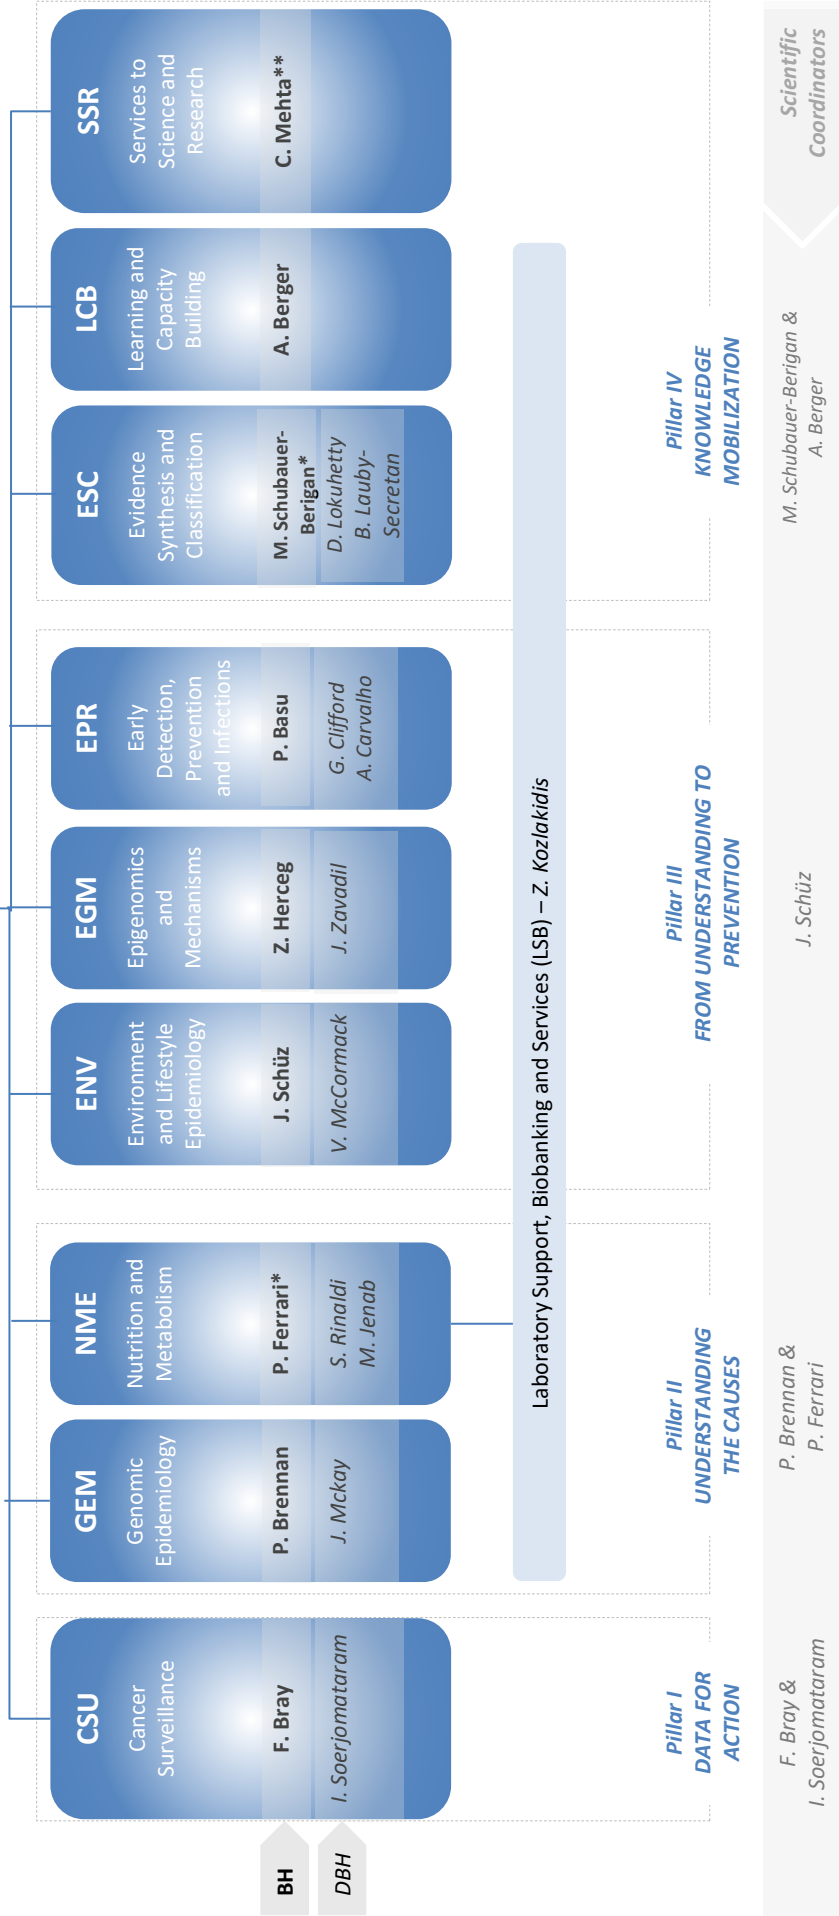 CSU
Cancer
Surveillance
F. Bray
I. Soerjomataram
GEM
Genomic
Epidemiology
P. Brennan
J. Mckay
NME
Nutrition and
Metabolism
P. Ferrari*
S. Rinaldi
M. Jenab
ENV
Environment
and Lifestyle
Epidemiology
J. Schüz
V. McCormack
EGM
Epigenomics
and
Mechanisms
Z. Herceg
J. Zavadil
EPR
Early
Detection,
Prevention
and Infections
P. Basu
G. Clifford
A. Carvalho
ESC
Evidence
Synthesis and
Classification
M. Schubauer-
Berigan*
D. Lokuhetty
B. Lauby-
Secretan
LCB
Learning and
Capacity
Building
A. Berger
SSR
Services to
Science and
Research
C. Mehta**
BH
DBH
Laboratory Support, Biobanking and Services (LSB) – Z. Kozlakidis
Pillar I
DATA FOR
ACTION
Pillar II
UNDERSTANDING
THE CAUSES
Pillar III
FROM UNDERSTANDING TO
PREVENTION
Pillar IV
KNOWLEDGE
MOBILIZATION
F. Bray &
I. Soerjomataram
P. Brennan &
P. Ferrari
J. Schüz
M. Schubauer-Berigan &
A. Berger
Scientific
Coordinators